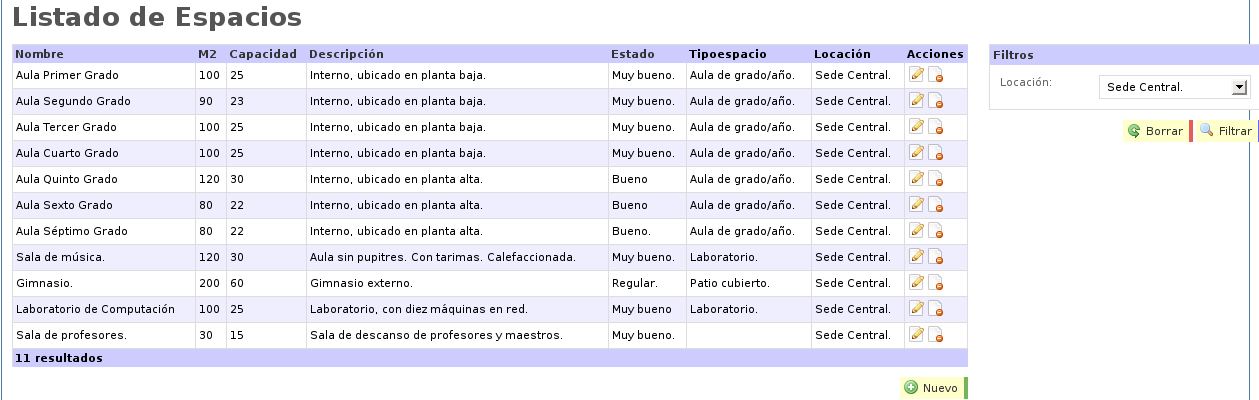 Listado de Espacios
Nombre M2 Capacidad Descripción Estado Tipoespacio Locación Acciones
Aula Primer Grado 100 25 Interno, ubicado en planta baja. Muy bueno. Aula de grado/año. Sede Central.
Aula Segundo Grado 90 23 Interno, ubicado en planta baja. Muy bueno. Aula de grado/año. Sede Central.
Aula Tercer Grado 100 25 Interno, ubicado en planta baja. Muy bueno. Aula de grado/año. Sede Central.
Aula Cuarto Grado 100 25 Interno, ubicado en planta baja. Muy bueno. Aula de grado/año. Sede Central.
Aula Quinto Grado 120 30 Interno, ubicado en planta alta. Bueno Aula de grado/año. Sede Central.
Aula Sexto Grado 80 22 Interno, ubicado en planta alta. Bueno Aula de grado/año. Sede Central.
Aula Séptimo Grado 80 22 Interno, ubicado en planta alta. Bueno. Aula de grado/año. Sede Central.
Sala de música. 120 30 Aula sin pupitres. Con tarimas. Calefaccionada. Muy bueno. Laboratorio. Sede Central.
Gimnasio. 200 60 Gimnasio externo. Regular. Patio cubierto. Sede Central.
Laboratorio de Computación 100 25 Laboratorio, con diez máquinas en red. Muy bueno Laboratorio. Sede Central.
Sala de profesores. 30 15 Sala de descanso de profesores y maestros. Muy bueno. Sede Central.
11 resultados
Nuevo
Filtros
Locación: Sede Central.
Borrar Filtrar